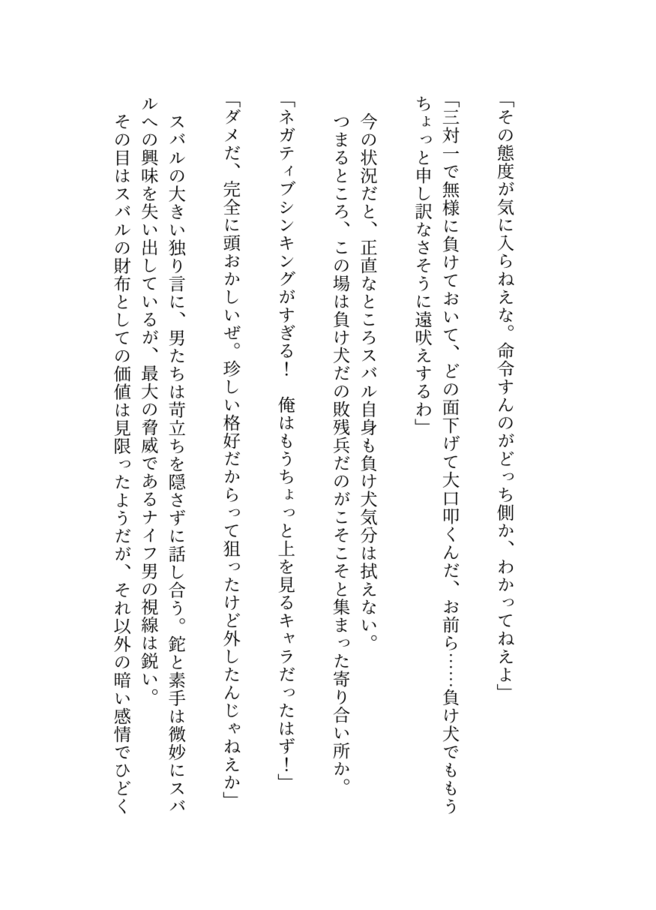 「その態度が気に入らねえな。命令すんのがどっち側か、わかってねえよ」
「三対一で無様に負けておいて、どの面下げて大口叩くんだ、お前ら……負け犬でももう
ちょっと申し訳なさそうに遠吠えするわ」
今の状況だと、正直なところスバル自身も負け犬気分は拭えない。
つまるところ、この場は負け犬だの敗残兵だのがこそこそと集まった寄り合い所か。
「ネガティブシンキングがすぎる！　俺はもうちょっと上を見るキャラだったはず！」
「ダメだ、完全に頭おかしいぜ。珍しい格好だからって狙ったけど外したんじゃねえか」
スバルの大きい独り言に、男たちは苛立ちを隠さずに話し合う。鉈と素手は微妙にスバ
ルへの興味を失い出しているが、最大の脅威であるナイフ男の視線は鋭い。
その目はスバルの財布としての価値は見限ったようだが、それ以外の暗い感情でひどく